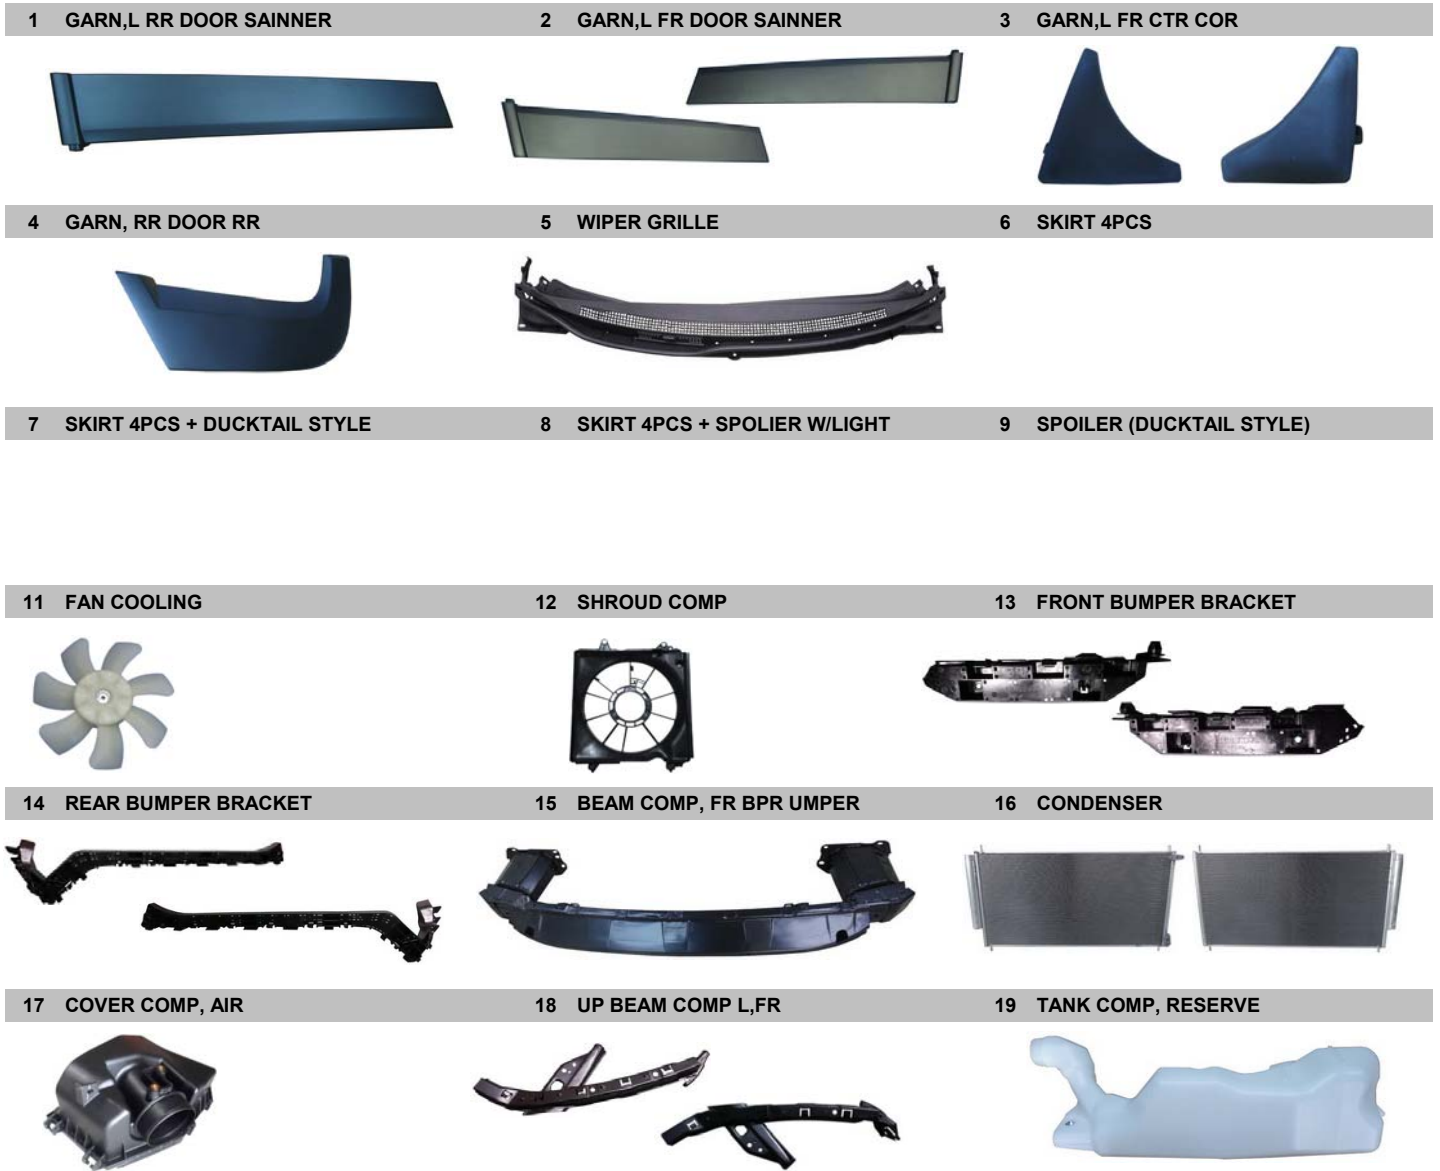 1 GARN,L RR DOOR SAINNER
2 GARN,L FR DOOR SAINNER
3 GARN,L FR CTR COR
4 GARN, RR DOOR RR
5 WIPER GRILLE
6 SKIRT 4PCS
7 SKIRT 4PCS + DUCKTAIL STYLE
8 SKIRT 4PCS + SPOLIER W/LIGHT
9 SPOILER (DUCKTAIL STYLE)
11 FAN COOLING
12 SHROUD COMP
13 FRONT BUMPER BRACKET
14 REAR BUMPER BRACKET
15 BEAM COMP, FR BPR UMPER
16 CONDENSER
17 COVER COMP, AIR
18 UP BEAM COMP L,FR
19 TANK COMP, RESERVE